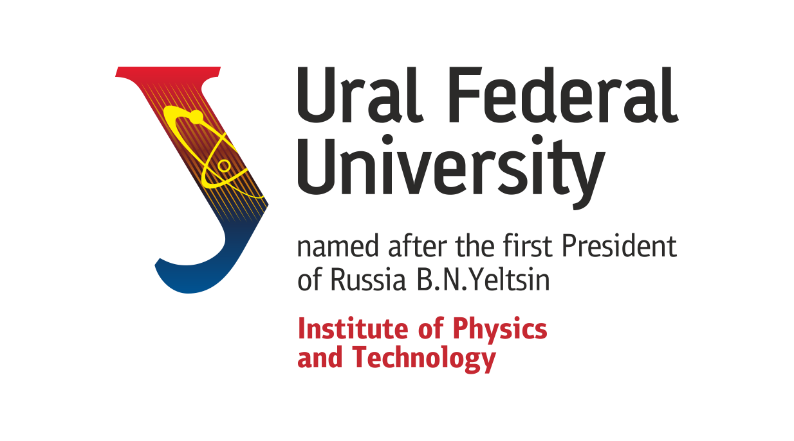 Ural Federal
University
named after the first President
of Russia B.N.Yeltsin
Institute of Physics
and Technology